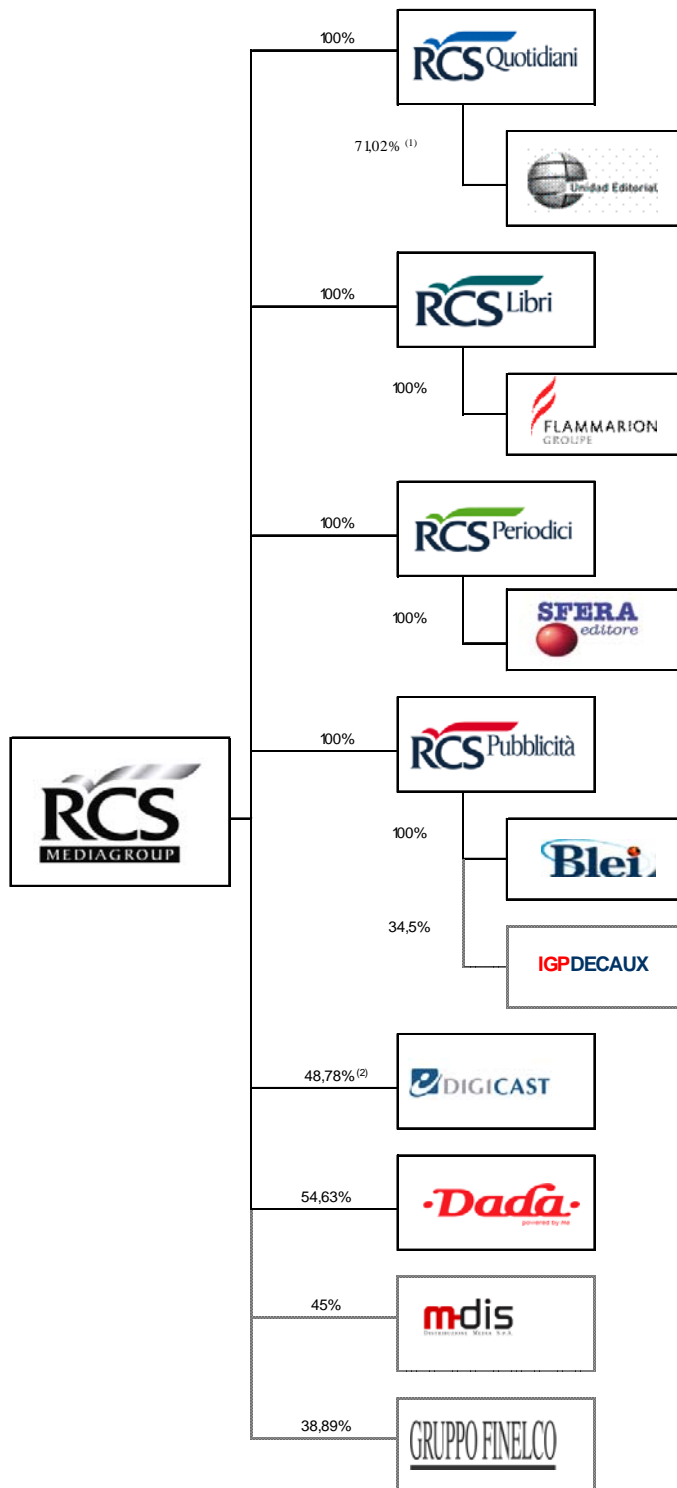 100%
RCS Quotidiani
71,02% (1)
Unidad Editorial
100%
RCS Libri
100%
FLAMMARION
GROUPE
100%
RCS Periodici
100%
SFERA
editore
100%
RCS Pubblicità
RCS
MEDIAGROUP
100%
Blei
34,5%
IGPDECAUX
48,78% (2)
DIGICAST
54,63%
·Dada·
powered by Me
45%
m-dis
DISTRIBUZIONE MEDIA S.p.A.
38,89%
GRUPPO FINELCO